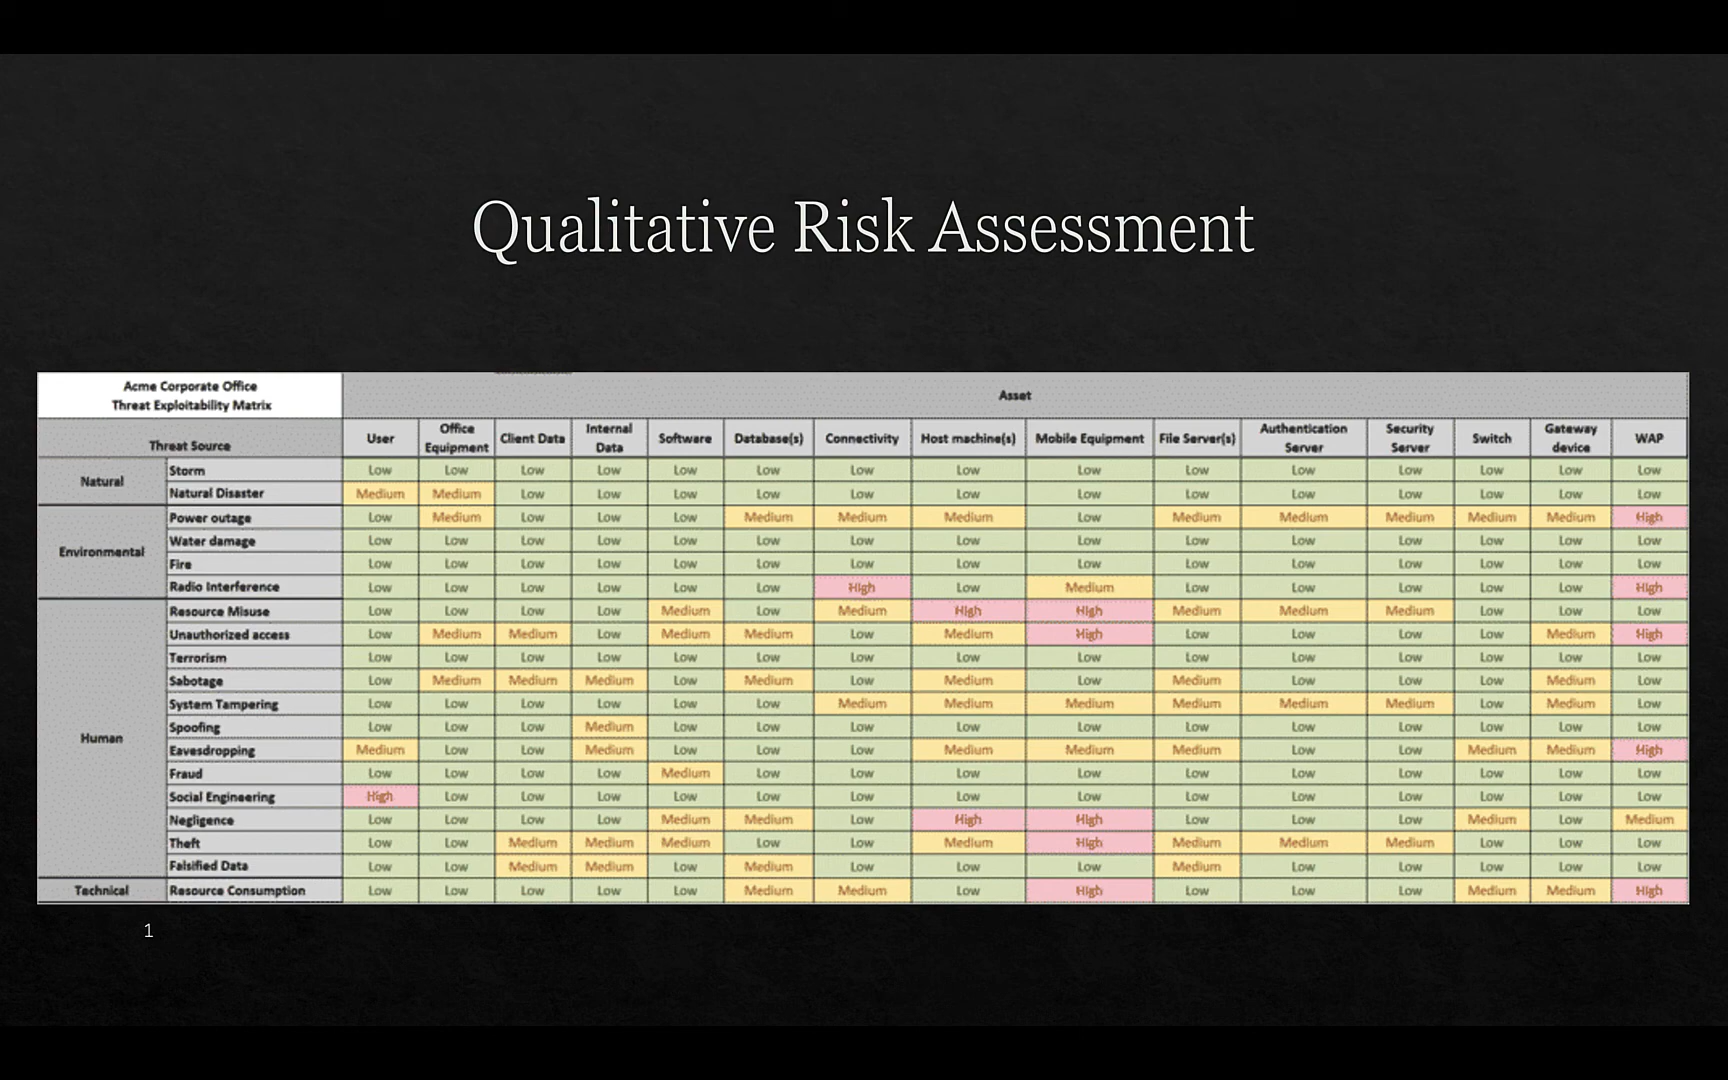 Qualitative Risk Assessment
Acme Corporate Office
Threat Exploitability Matrix
Asset
Threat Source
User Office Equipment Client Data Internal Data Software Database(s) Connectivity Host machine(s) Mobile Equipment File Server(s) Authentication Server Security Server Switch Gateway device WAP
Natural
Storm Low Low Low Low Low Low Low Low Low Low Low Low Low Low Low
Natural Disaster Medium Medium Low Low Low Low Low Low Low Low Low Low Low Low Low
Environmental
Power outage Low Medium Low Low Low Medium Medium Medium Low Medium Medium Medium Medium Medium High
Water damage Low Low Low Low Low Low Low Low Low Low Low Low Low Low Low
Fire Low Low Low Low Low Low Low Low Low Low Low Low Low Low Low
Radio Interference Low Low Low Low Low Low High Low Medium Low Low Low Low Low High
Human
Resource Misuse Low Low Low Low Medium Low Medium High High Medium Medium Medium Low Low Low
Unauthorized access Low Medium Medium Low Medium Medium Low Medium High Low Low Low Low Medium High
Terrorism Low Low Low Low Low Low Low Low Low Low Low Low Low Low Low
Sabotage Low Medium Medium Medium Low Medium Low Medium Low Medium Low Low Low Medium Low
System Tampering Low Low Low Low Low Low Medium Medium Medium Medium Medium Medium Low Medium Low
Spoofing Low Low Low Medium Low Low Low Low Low Low Low Low Low Low Low
Eavesdropping Medium Low Low Medium Low Low Low Medium Medium Medium Low Low Medium Medium High
Fraud Low Low Low Low Medium Low Low Low Low Low Low Low Low Low Low
Social Engineering High Low Low Low Low Low Low Low Low Low Low Low Low Low Low
Negligence Low Low Low Low Medium Medium Low High High Low Low Low Medium Low Medium
Theft Low Low Medium Medium Medium Low Low Medium High Medium Medium Medium Low Low Low
Falsified Data Low Low Medium Medium Low Medium Low Low Low Medium Low Low Low Low Low
Technical
Resource Consumption Low Low Low Low Low Medium Medium Low High Low Low Low Medium Medium High
1